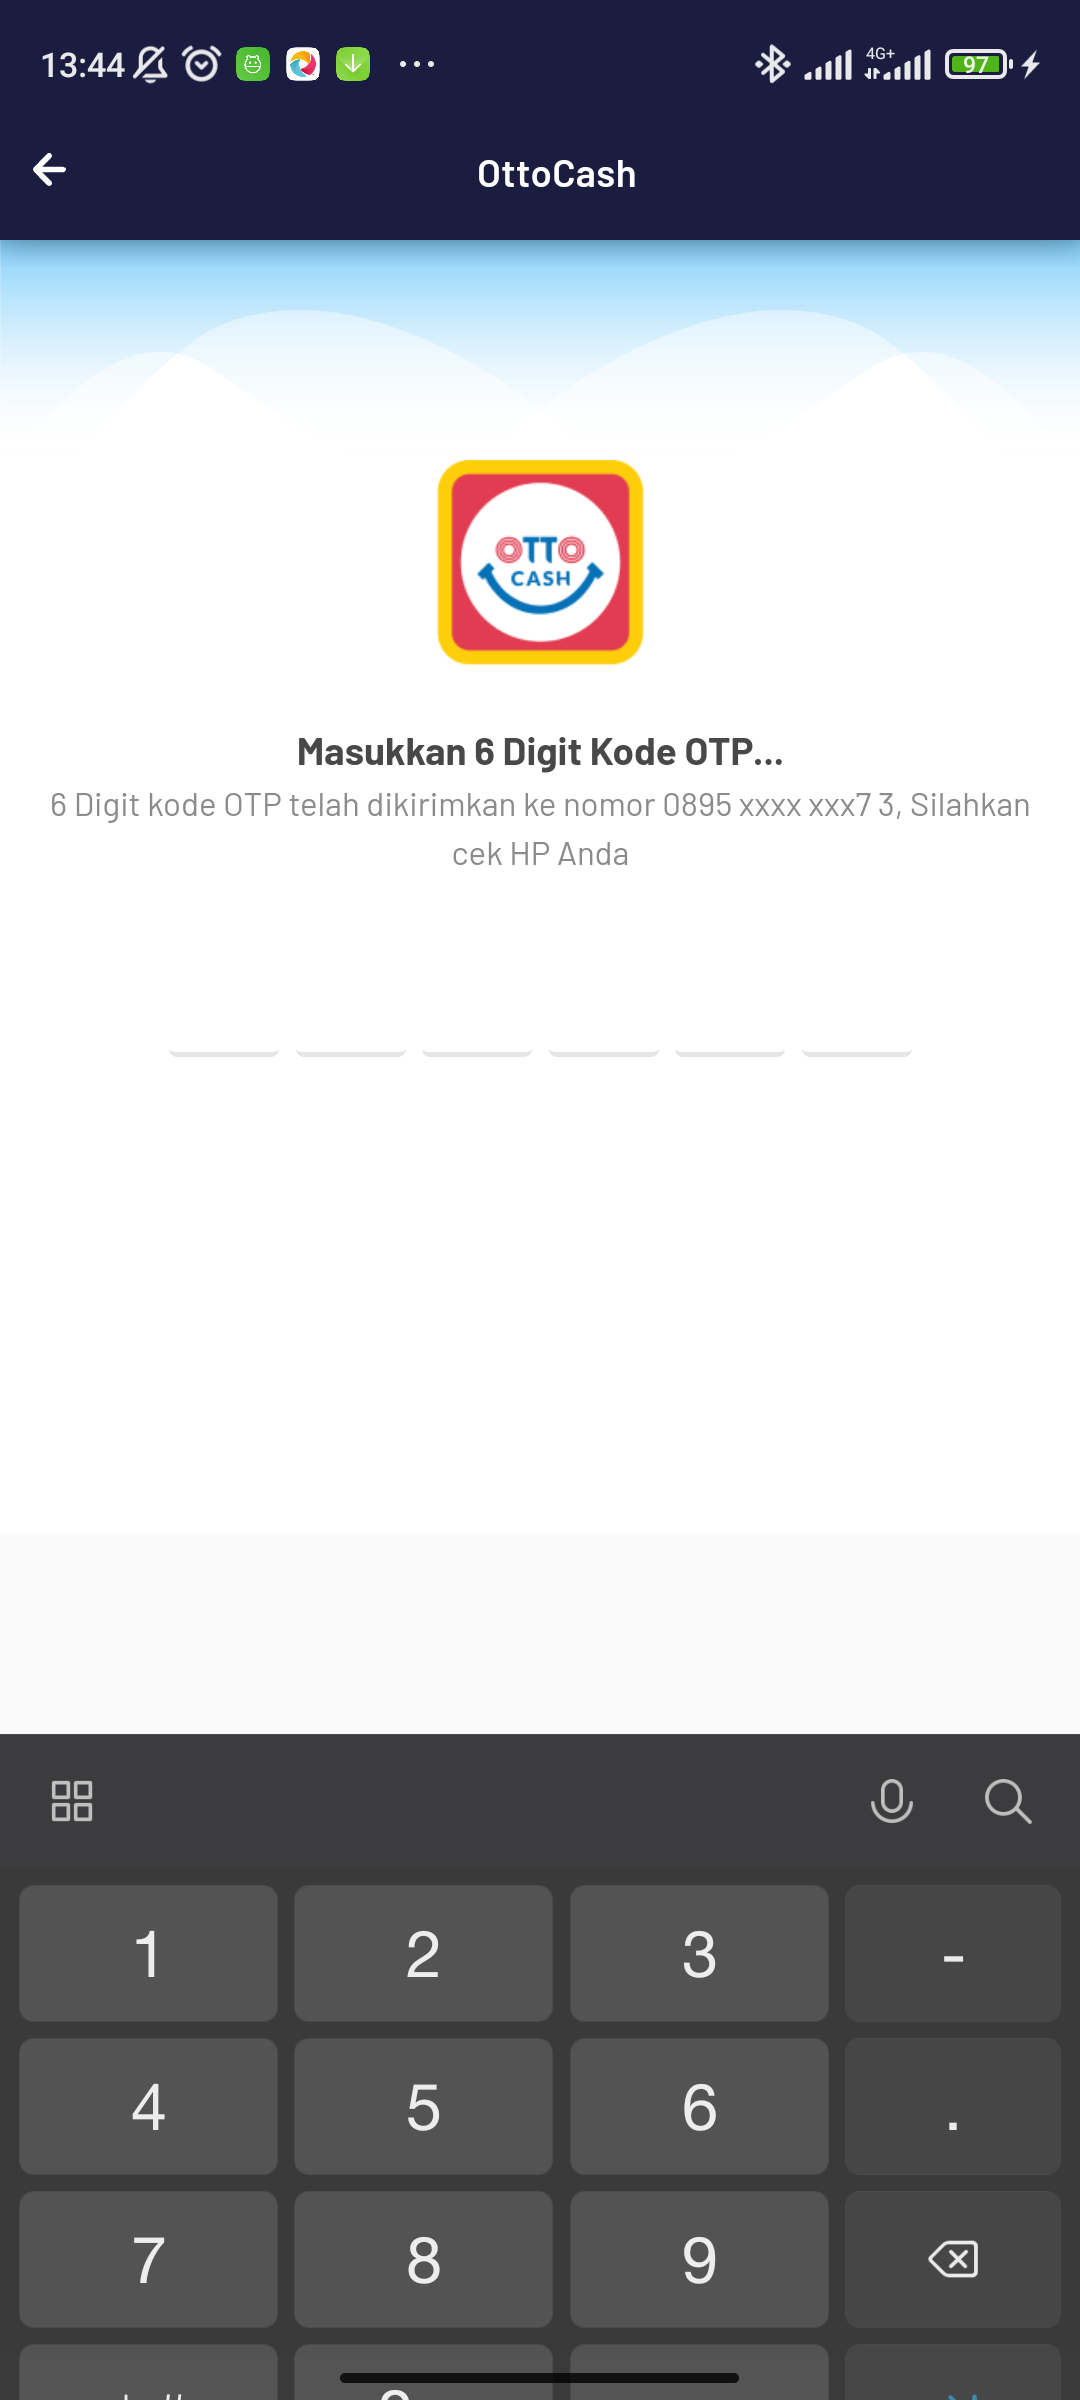 13:44
4G+
97
OttoCash
OTTO
CASH
Masukkan 6 Digit Kode OTP...
6 Digit kode OTP telah dikirimkan ke nomor 0895 xxxx xxx7 3, Silahkan
cek HP Anda
1 2 3 -
4 5 6 .
7 8 9